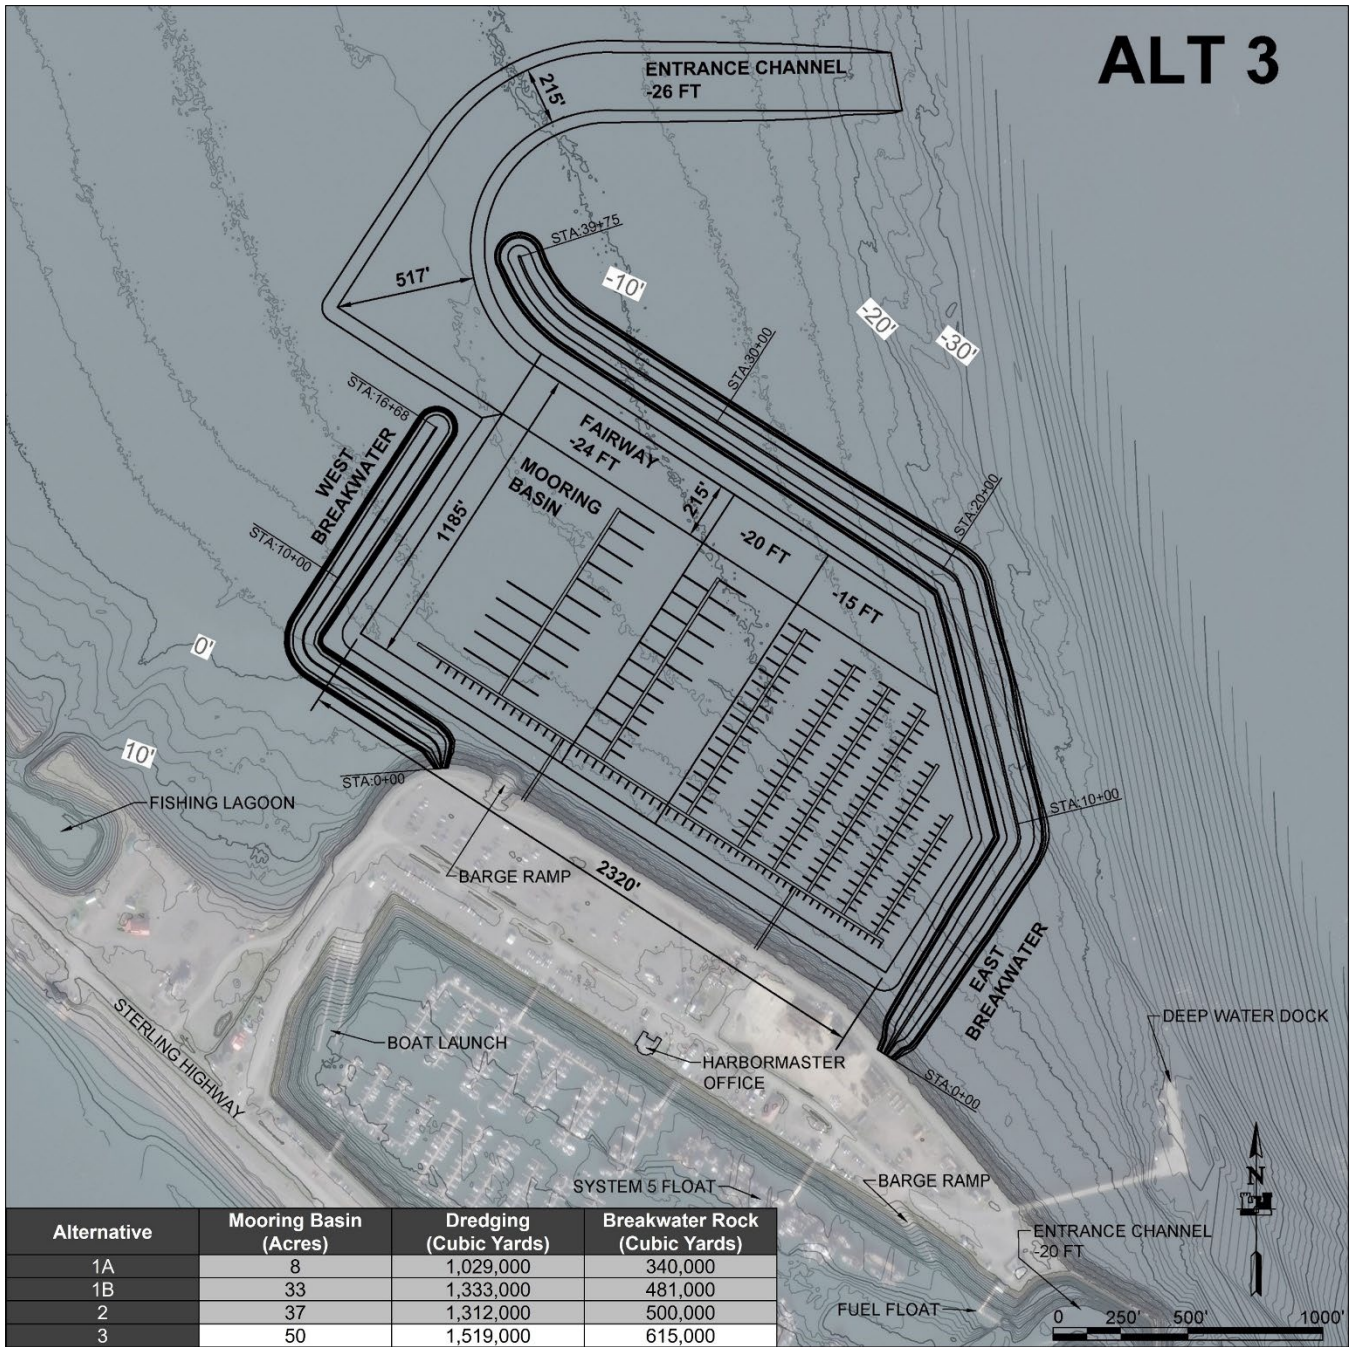 ALT 3
ENTRANCE CHANNEL
-26 FT
215'
STA:39+75
517'
-10'
-20'
-30'
STA:30+00
STA:16+68
WEST
BREAKWATER
FAIRWAY
-24 FT
MOORING
BASIN
1185'
215'
-20 FT
STA:20+00
STA:10+00
-15 FT
0'
10'
STA:0+00
STA:10+00
FISHING LAGOON
BARGE RAMP
2320'
EAST
BREAKWATER
STERLING HIGHWAY
BOAT LAUNCH
HARBORMASTER
OFFICE
STA:0+00
DEEP WATER DOCK
SYSTEM 5 FLOAT
BARGE RAMP
N
ENTRANCE CHANNEL
-20 FT
FUEL FLOAT
0 250' 500' 1000'
Alternative Mooring Basin (Acres) Dredging (Cubic Yards) Breakwater Rock (Cubic Yards)
1A 8 1,029,000 340,000
1B 33 1,333,000 481,000
2 37 1,312,000 500,000
3 50 1,519,000 615,000